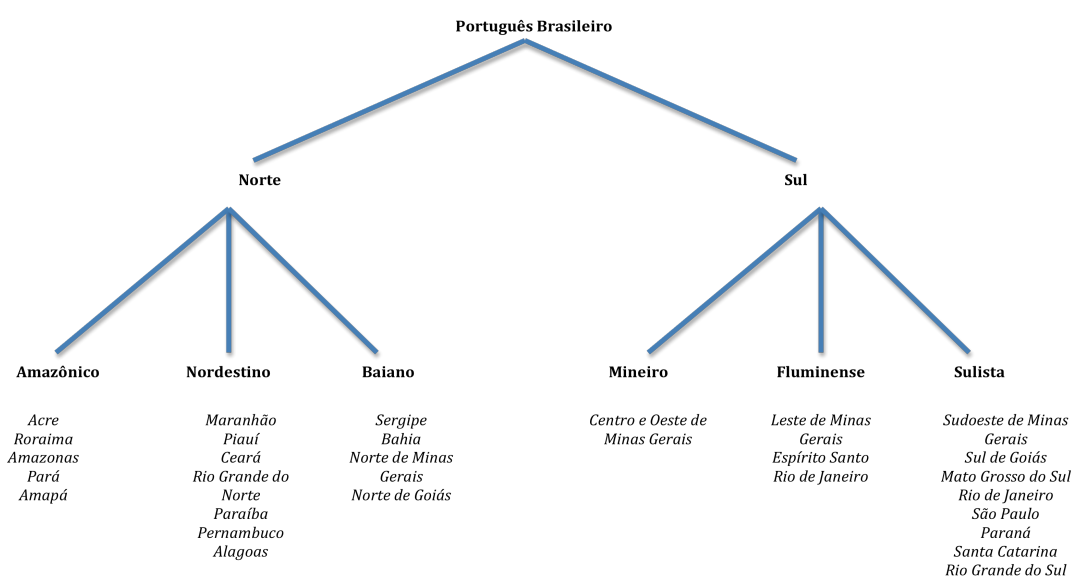 Português Brasileiro
Norte
Sul
Amazônico
Nordestino
Baiano
Mineiro
Fluminense
Sulista
Acre
Roraima
Amazonas
Pará
Amapá
Maranhão
Piauí
Ceará
Rio Grande do
Norte
Paraíba
Pernambuco
Alagoas
Sergipe
Bahia
Norte de Minas
Gerais
Norte de Goiás
Centro e Oeste de
Minas Gerais
Leste de Minas
Gerais
Espírito Santo
Rio de Janeiro
Sudoeste de Minas
Gerais
Sul de Goiás
Mato Grosso do Sul
Rio de Janeiro
São Paulo
Paraná
Santa Catarina
Rio Grande do Sul